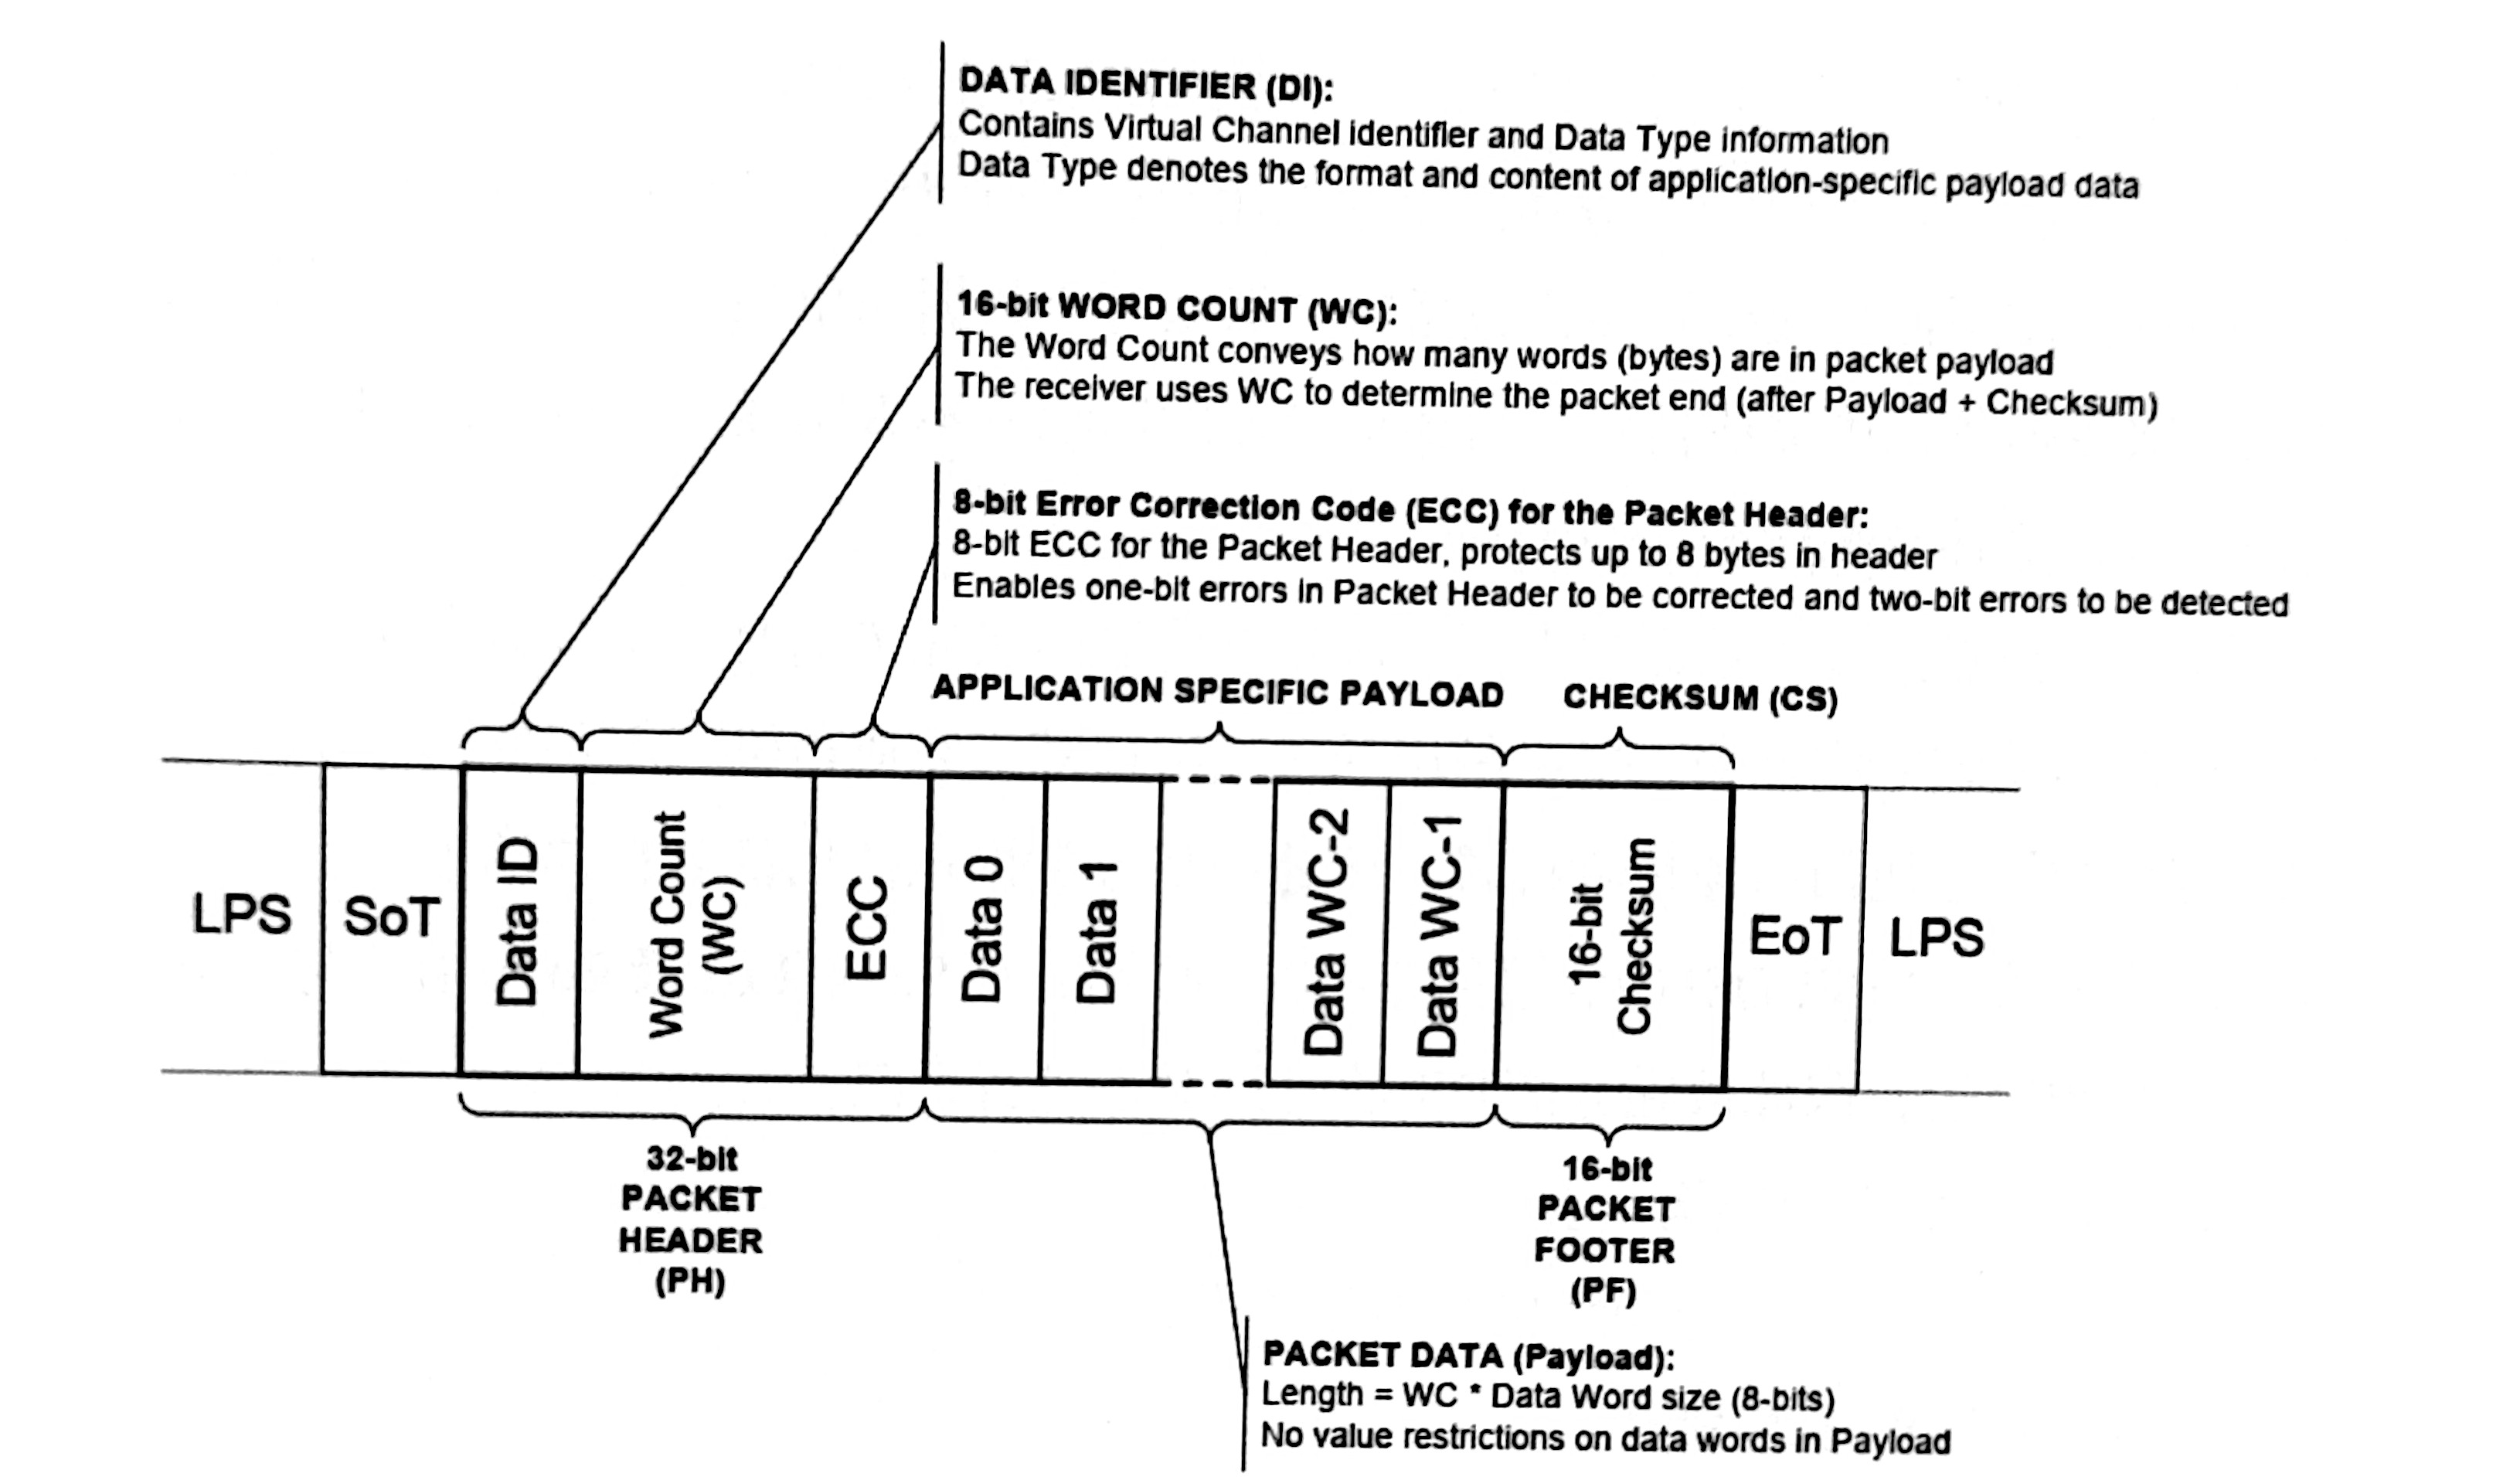 DATA IDENTIFIER (DI):
Contains Virtual Channel identifier and Data Type information
Data Type denotes the format and content of application-specific payload data
16-bit WORD COUNT (WC):
The Word Count conveys how many words (bytes) are in packet payload
The receiver uses WC to determine the packet end (after Payload + Checksum)
8-bit Error Correction Code (ECC) for the Packet Header:
8-bit ECC for the Packet Header, protects up to 8 bytes in header
Enables one-bit errors in Packet Header to be corrected and two-bit errors to be detected
APPLICATION SPECIFIC PAYLOAD
CHECKSUM (CS)
LPS
SoT
Data ID
Word Count
(WC)
ECC
Data 0
Data 1
Data WC-2
Data WC-1
16-bit
Checksum
EoT
LPS
32-bit
PACKET
HEADER
(PH)
16-bit
PACKET
FOOTER
(PF)
PACKET DATA (Payload):
Length = WC * Data Word size (8-bits)
No value restrictions on data words in Payload